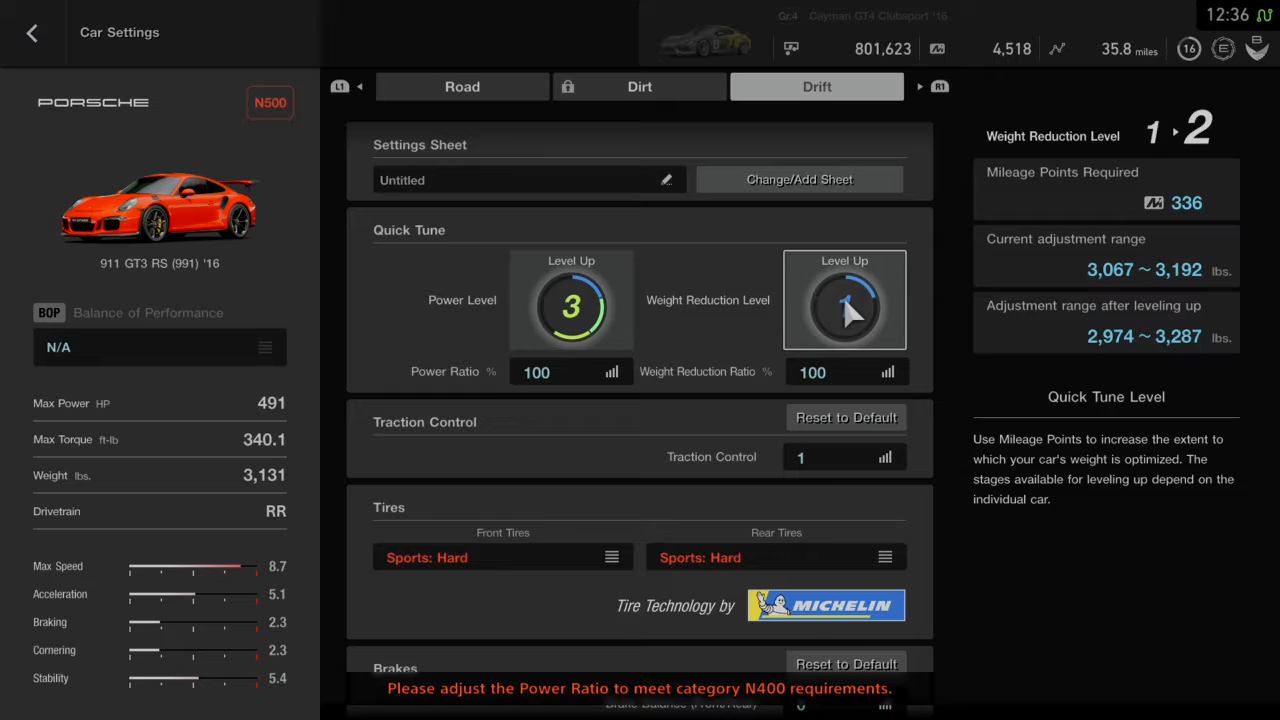 Car Settings
Gr.4 Cayman GT4 Clubsport '16
12:36
801,623
4,518
35.8 miles
16
E
B
PORSCHE
N500
911 GT3 RS (991) '16
BOP Balance of Performance
N/A
Max Power HP 491
Max Torque ft-lb 340.1
Weight lbs. 3,131
Drivetrain RR
Max Speed 8.7
Acceleration 5.1
Braking 2.3
Cornering 2.3
Stability 5.4
L1 Road Dirt Drift R1
Settings Sheet
Untitled Change/Add Sheet
Quick Tune
Level Up Level Up
Power Level 3 Weight Reduction Level 1
Power Ratio % 100 Weight Reduction Ratio % 100
Traction Control Reset to Default
Traction Control 1
Tires
Front Tires Rear Tires
Sports: Hard Sports: Hard
Tire Technology by MICHELIN
Brakes Reset to Default
Please adjust the Power Ratio to meet category N400 requirements.
Brake Balance (Front/Rear) 0
Weight Reduction Level 1 2
Mileage Points Required
336
Current adjustment range
3,067 ~ 3,192 lbs.
Adjustment range after leveling up
2,974 ~ 3,287 lbs.
Quick Tune Level
Use Mileage Points to increase the extent to
which your car's weight is optimized. The
stages available for leveling up depend on the
individual car.